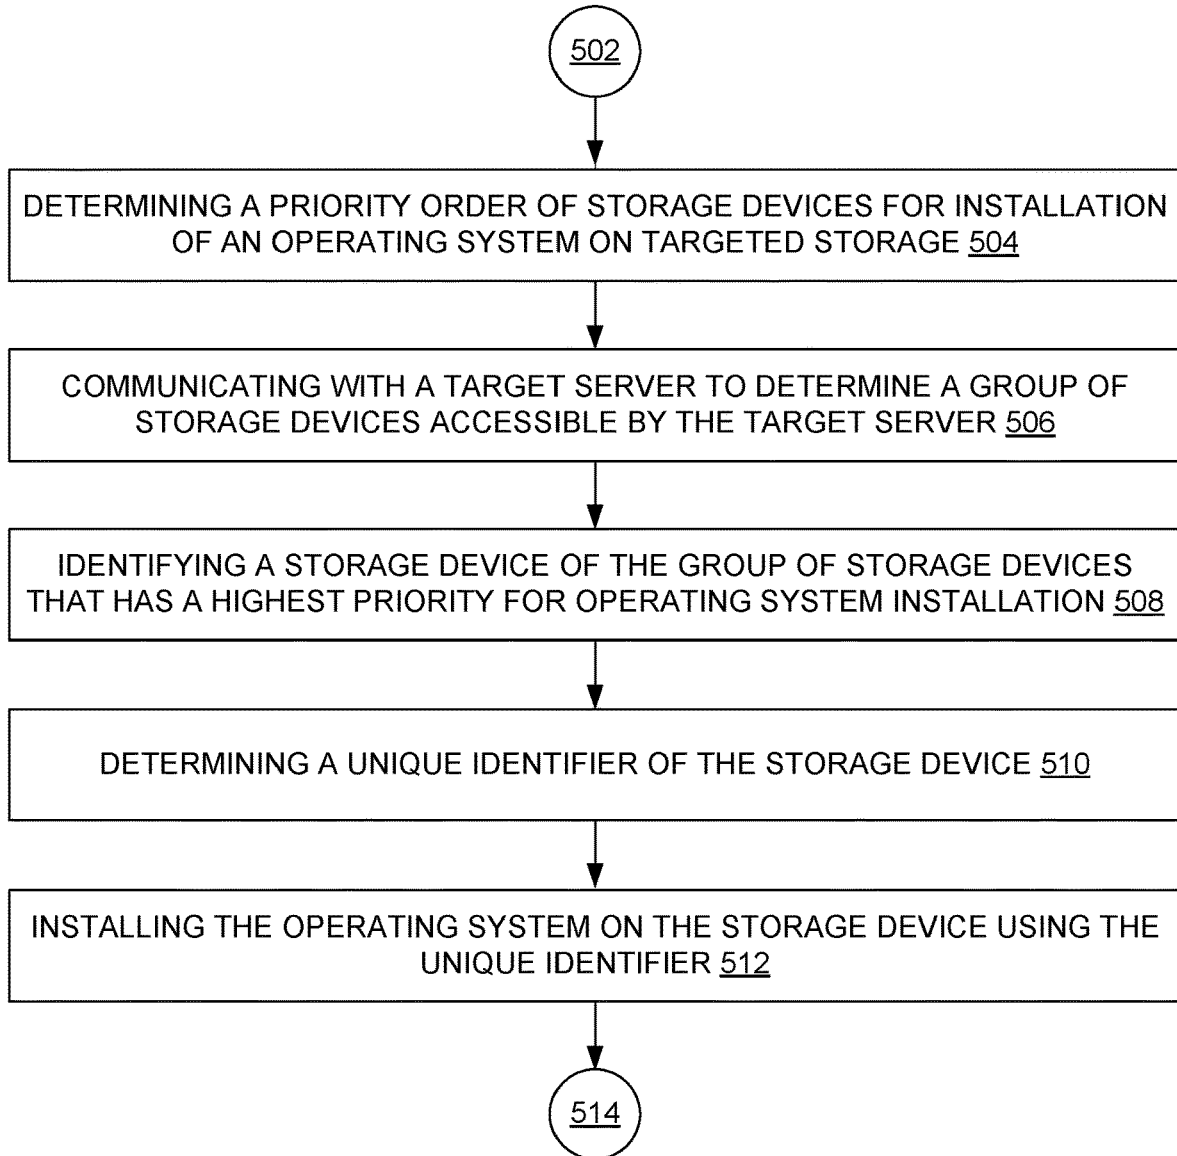 502
DETERMINING A PRIORITY ORDER OF STORAGE DEVICES FOR INSTALLATION
OF AN OPERATING SYSTEM ON TARGETED STORAGE 504
COMMUNICATING WITH A TARGET SERVER TO DETERMINE A GROUP OF
STORAGE DEVICES ACCESSIBLE BY THE TARGET SERVER 506
IDENTIFYING A STORAGE DEVICE OF THE GROUP OF STORAGE DEVICES
THAT HAS A HIGHEST PRIORITY FOR OPERATING SYSTEM INSTALLATION 508
DETERMINING A UNIQUE IDENTIFIER OF THE STORAGE DEVICE 510
INSTALLING THE OPERATING SYSTEM ON THE STORAGE DEVICE USING THE
UNIQUE IDENTIFIER 512
514